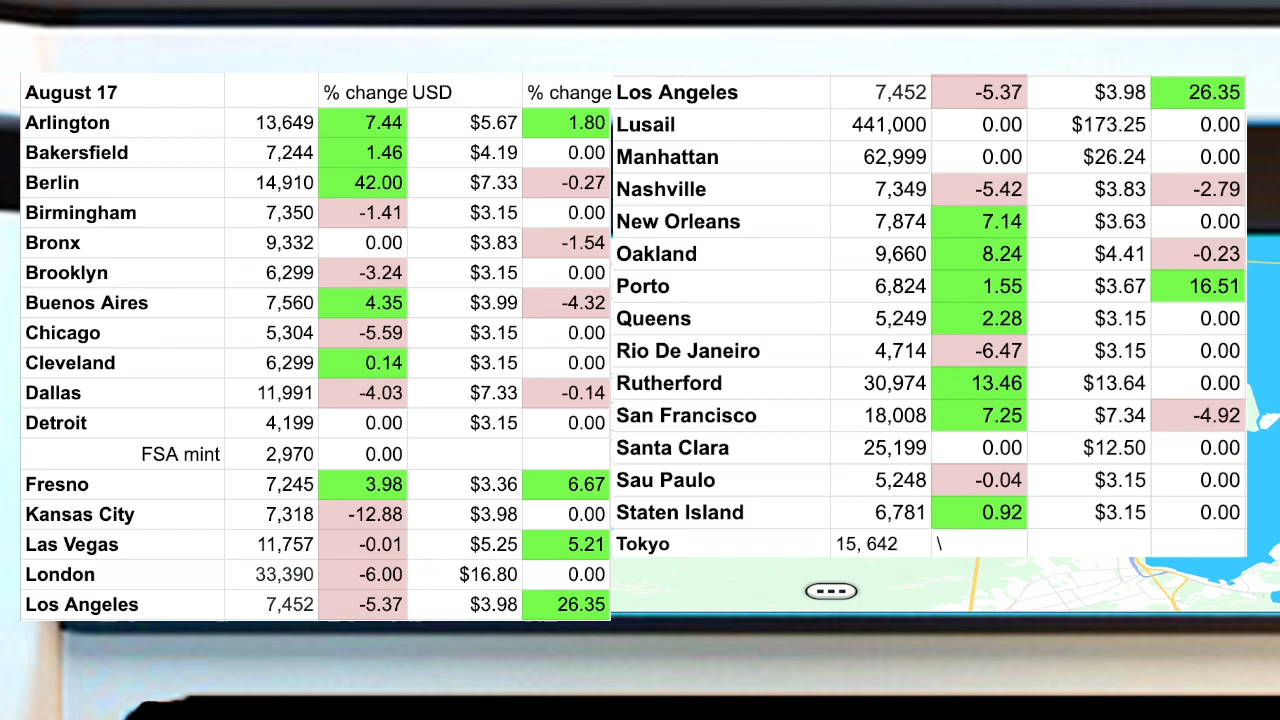 August 17 % change USD % change
Arlington 13,649 7.44 $5.67 1.80
Bakersfield 7,244 1.46 $4.19 0.00
Berlin 14,910 42.00 $7.33 -0.27
Birmingham 7,350 -1.41 $3.15 0.00
Bronx 9,332 0.00 $3.83 -1.54
Brooklyn 6,299 -3.24 $3.15 0.00
Buenos Aires 7,560 4.35 $3.99 -4.32
Chicago 5,304 -5.59 $3.15 0.00
Cleveland 6,299 0.14 $3.15 0.00
Dallas 11,991 -4.03 $7.33 -0.14
Detroit 4,199 0.00 $3.15 0.00
FSA mint 2,970 0.00
Fresno 7,245 3.98 $3.36 6.67
Kansas City 7,318 -12.88 $3.98 0.00
Las Vegas 11,757 -0.01 $5.25 5.21
London 33,390 -6.00 $16.80 0.00
Los Angeles 7,452 -5.37 $3.98 26.35
Los Angeles 7,452 -5.37 $3.98 26.35
Lusail 441,000 0.00 $173.25 0.00
Manhattan 62,999 0.00 $26.24 0.00
Nashville 7,349 -5.42 $3.83 -2.79
New Orleans 7,874 7.14 $3.63 0.00
Oakland 9,660 8.24 $4.41 -0.23
Porto 6,824 1.55 $3.67 16.51
Queens 5,249 2.28 $3.15 0.00
Rio De Janeiro 4,714 -6.47 $3.15 0.00
Rutherford 30,974 13.46 $13.64 0.00
San Francisco 18,008 7.25 $7.34 -4.92
Santa Clara 25,199 0.00 $12.50 0.00
Sau Paulo 5,248 -0.04 $3.15 0.00
Staten Island 6,781 0.92 $3.15 0.00
Tokyo 15, 642 \